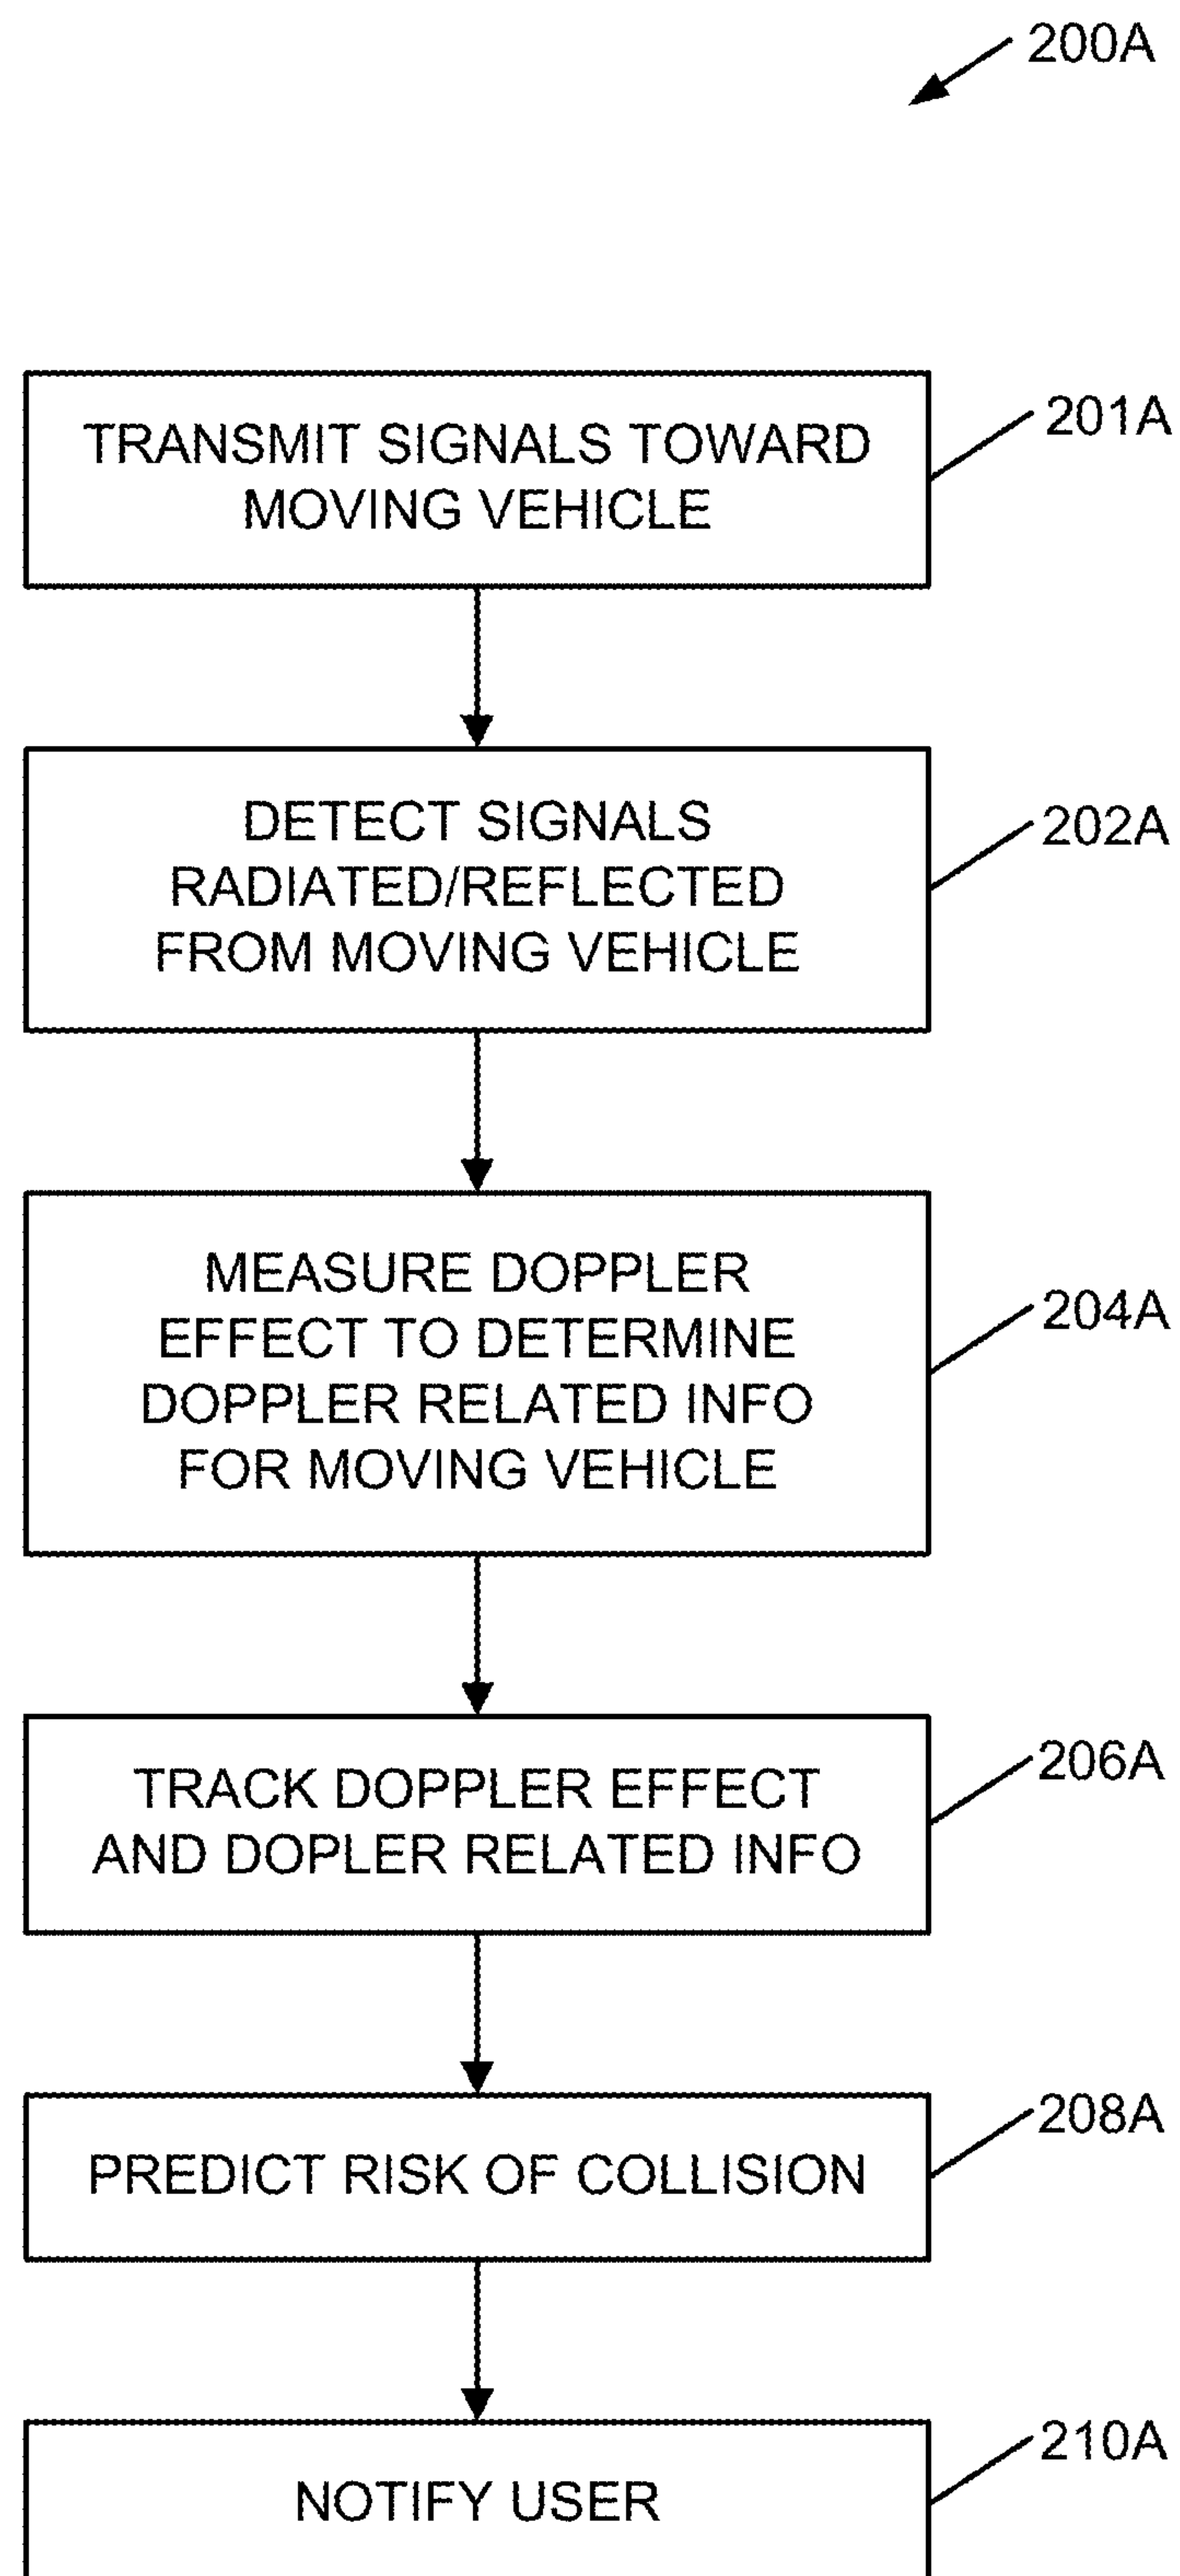 200A
TRANSMIT SIGNALS TOWARD
MOVING VEHICLE
201A
DETECT SIGNALS
RADIATED/REFLECTED
FROM MOVING VEHICLE
202A
MEASURE DOPPLER
EFFECT TO DETERMINE
DOPPLER RELATED INFO
FOR MOVING VEHICLE
204A
TRACK DOPPLER EFFECT
AND DOPLER RELATED INFO
206A
PREDICT RISK OF COLLISION
208A
NOTIFY USER
210A